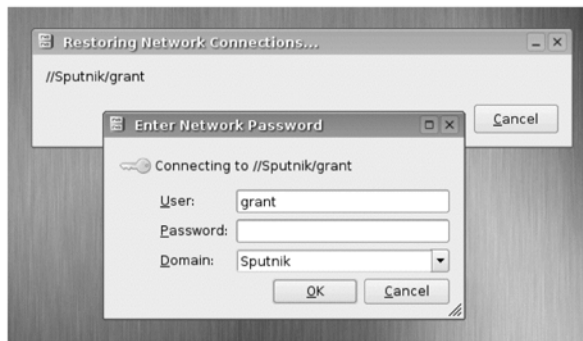 Restoring Network Connections...
//Sputnik/grant
Cancel
Enter Network Password
Connecting to //Sputnik/grant
User: grant
Password:
Domain: Sputnik
OK Cancel